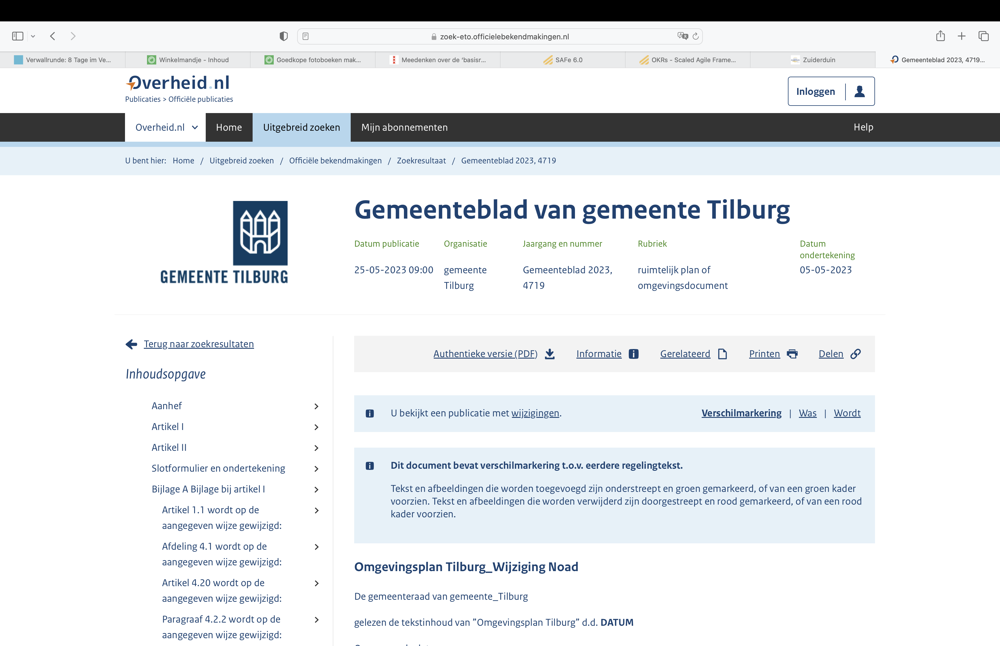 zoek-eto.officielebekendmakingen.nl
Verwallrunde: 8 Tage im Ve...
Winkelmandje - Inhoud
Goedkope fotoboeken mak...
Meedenken over de ‘basisr...
SAFe 6.0
OKRs - Scaled Agile Frame...
Zuiderduin
Gemeenteblad 2023, 4719...
Overheid.nl
Publicaties > Officiële publicaties
Inloggen
Overheid.nl
Home
Uitgebreid zoeken
Mijn abonnementen
Help
U bent hier: Home / Uitgebreid zoeken / Officiële bekendmakingen / Zoekresultaat / Gemeenteblad 2023, 4719
GEMEENTE TILBURG
Gemeenteblad van gemeente Tilburg
Datum publicatie
25-05-2023 09:00
Organisatie
gemeente
Tilburg
Jaargang en nummer
Gemeenteblad 2023,
4719
Rubriek
ruimtelijk plan of
omgevingsdocument
Datum
ondertekening
05-05-2023
Terug naar zoekresultaten
Inhoudsopgave
Aanhef
Artikel I
Artikel II
Slotformulier en ondertekening
Bijlage A Bijlage bij artikel I
Artikel 1.1 wordt op de
aangegeven wijze gewijzigd:
Afdeling 4.1 wordt op de
aangegeven wijze gewijzigd:
Artikel 4.20 wordt op de
aangegeven wijze gewijzigd:
Paragraaf 4.2.2 wordt op de
aangegeven wijze gewijzigd:
Authentieke versie (PDF)
Informatie
Gerelateerd
Printen
Delen
U bekijkt een publicatie met wijzigingen.
Verschilmarkering | Was | Wordt
Dit document bevat verschilmarkering t.o.v. eerdere regelingtekst.
Tekst en afbeeldingen die worden toegevoegd zijn onderstreept en groen gemarkeerd, of van een groen kader
voorzien. Tekst en afbeeldingen die worden verwijderd zijn doorgestreept en rood gemarkeerd, of van een rood
kader voorzien.
Omgevingsplan Tilburg_Wijziging Noad
De gemeenteraad van gemeente_Tilburg
gelezen de tekstinhoud van ”Omgevingsplan Tilburg” d.d. DATUM